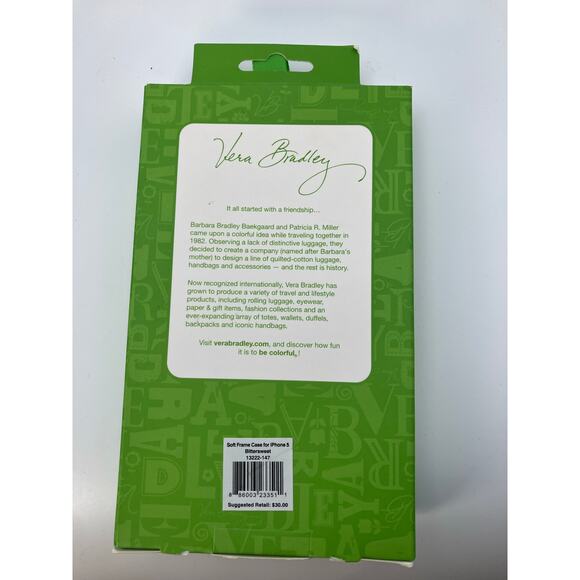 Vera Bradley
It all started with a friendship...
Barbara Bradley Baekgaard and Patricia R. Miller
came upon a colorful idea while traveling together in
1982. Observing a lack of distinctive luggage, they
decided to create a company (named after Barbara's
mother) to design a line of quilted-cotton luggage,
handbags and accessories — and the rest is history.
Now recognized internationally, Vera Bradley has
grown to produce a variety of travel and lifestyle
products, including rolling luggage, eyewear,
paper & gift items, fashion collections and an
ever-expanding array of totes, wallets, duffels,
backpacks and iconic handbags.
Visit verabradley.com, and discover how fun
it is to be colorful®!
Soft Frame Case for iPhone 5
Bittersweet
13222-147
8 86003 23351 1
Suggested Retail: $30.00